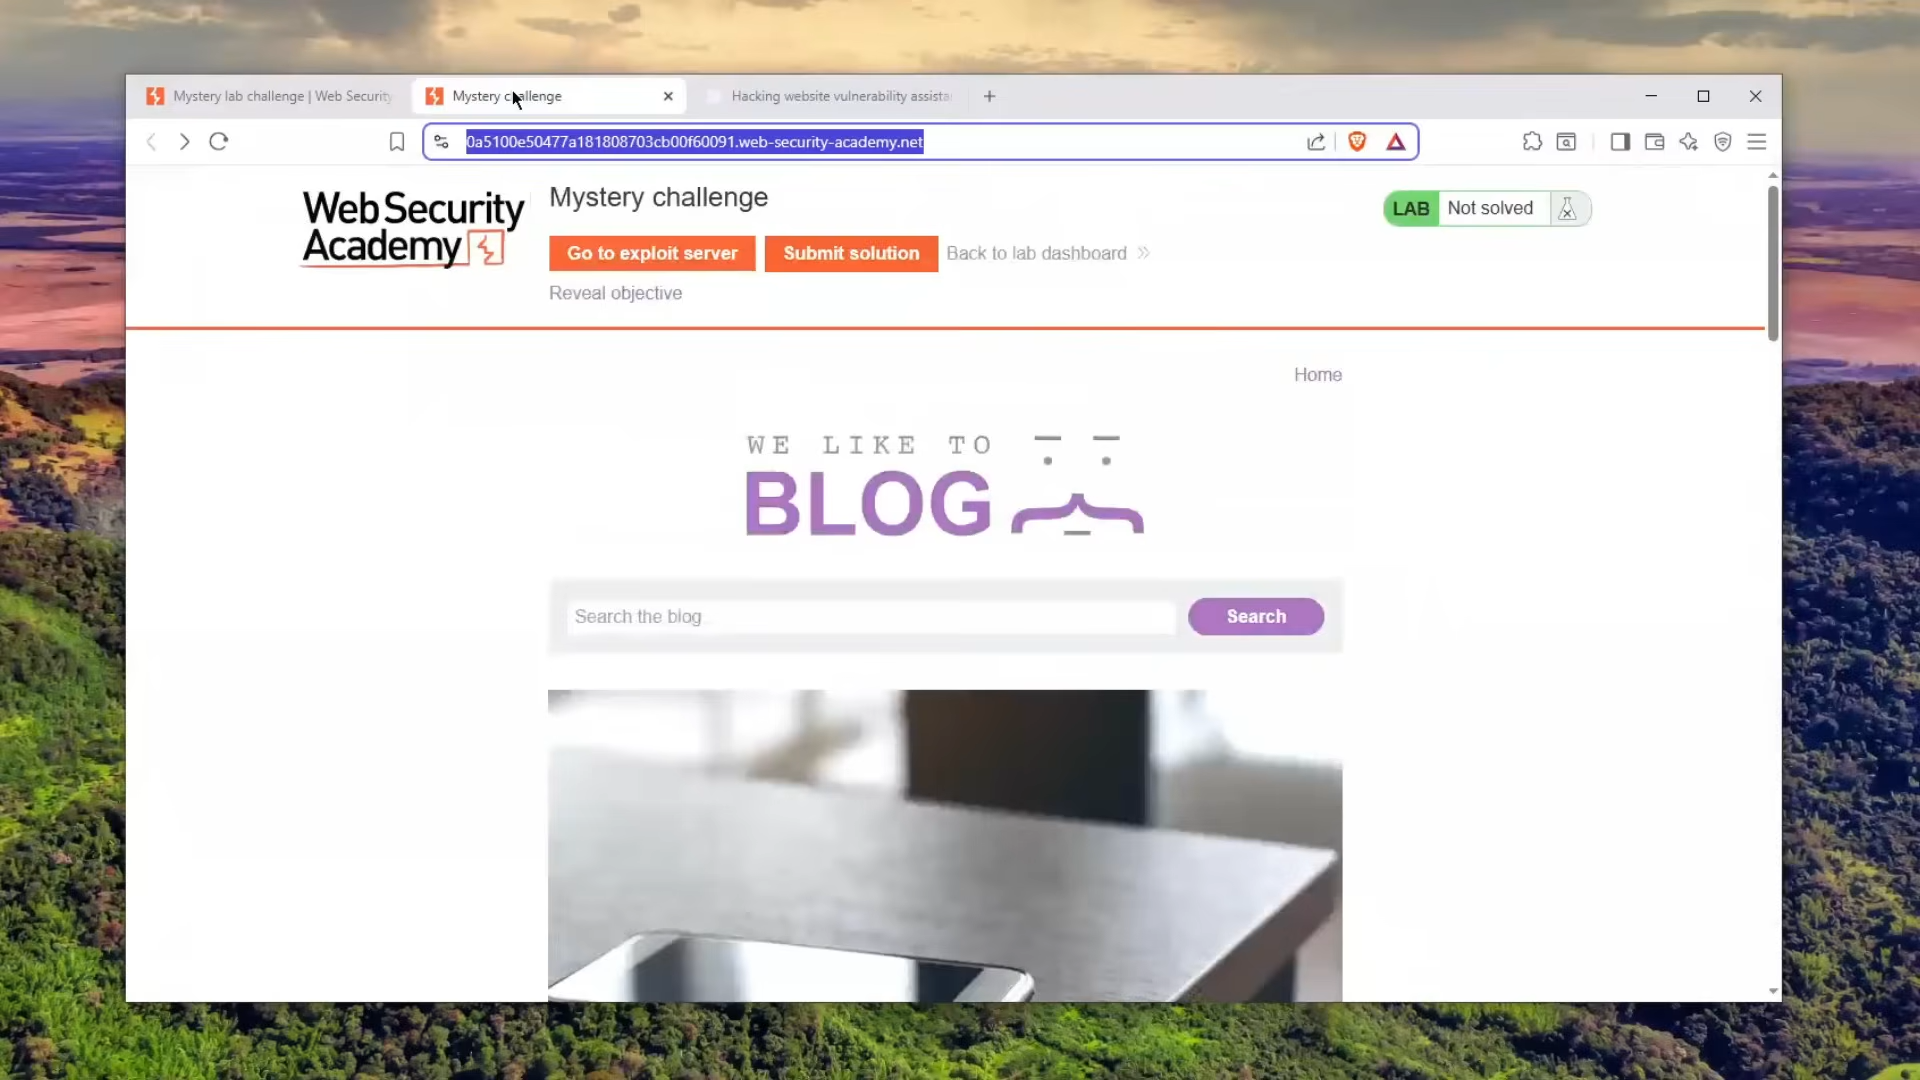 Mystery lab challenge | Web Security
Mystery challenge
Hacking website vulnerability assista
0a5100e50477a181808703cb00f60091.web-security-academy.net
Web Security
Academy
Mystery challenge
LAB Not solved
Go to exploit server
Submit solution
Back to lab dashboard
Reveal objective
Home
WE LIKE TO
BLOG
Search the blog
Search